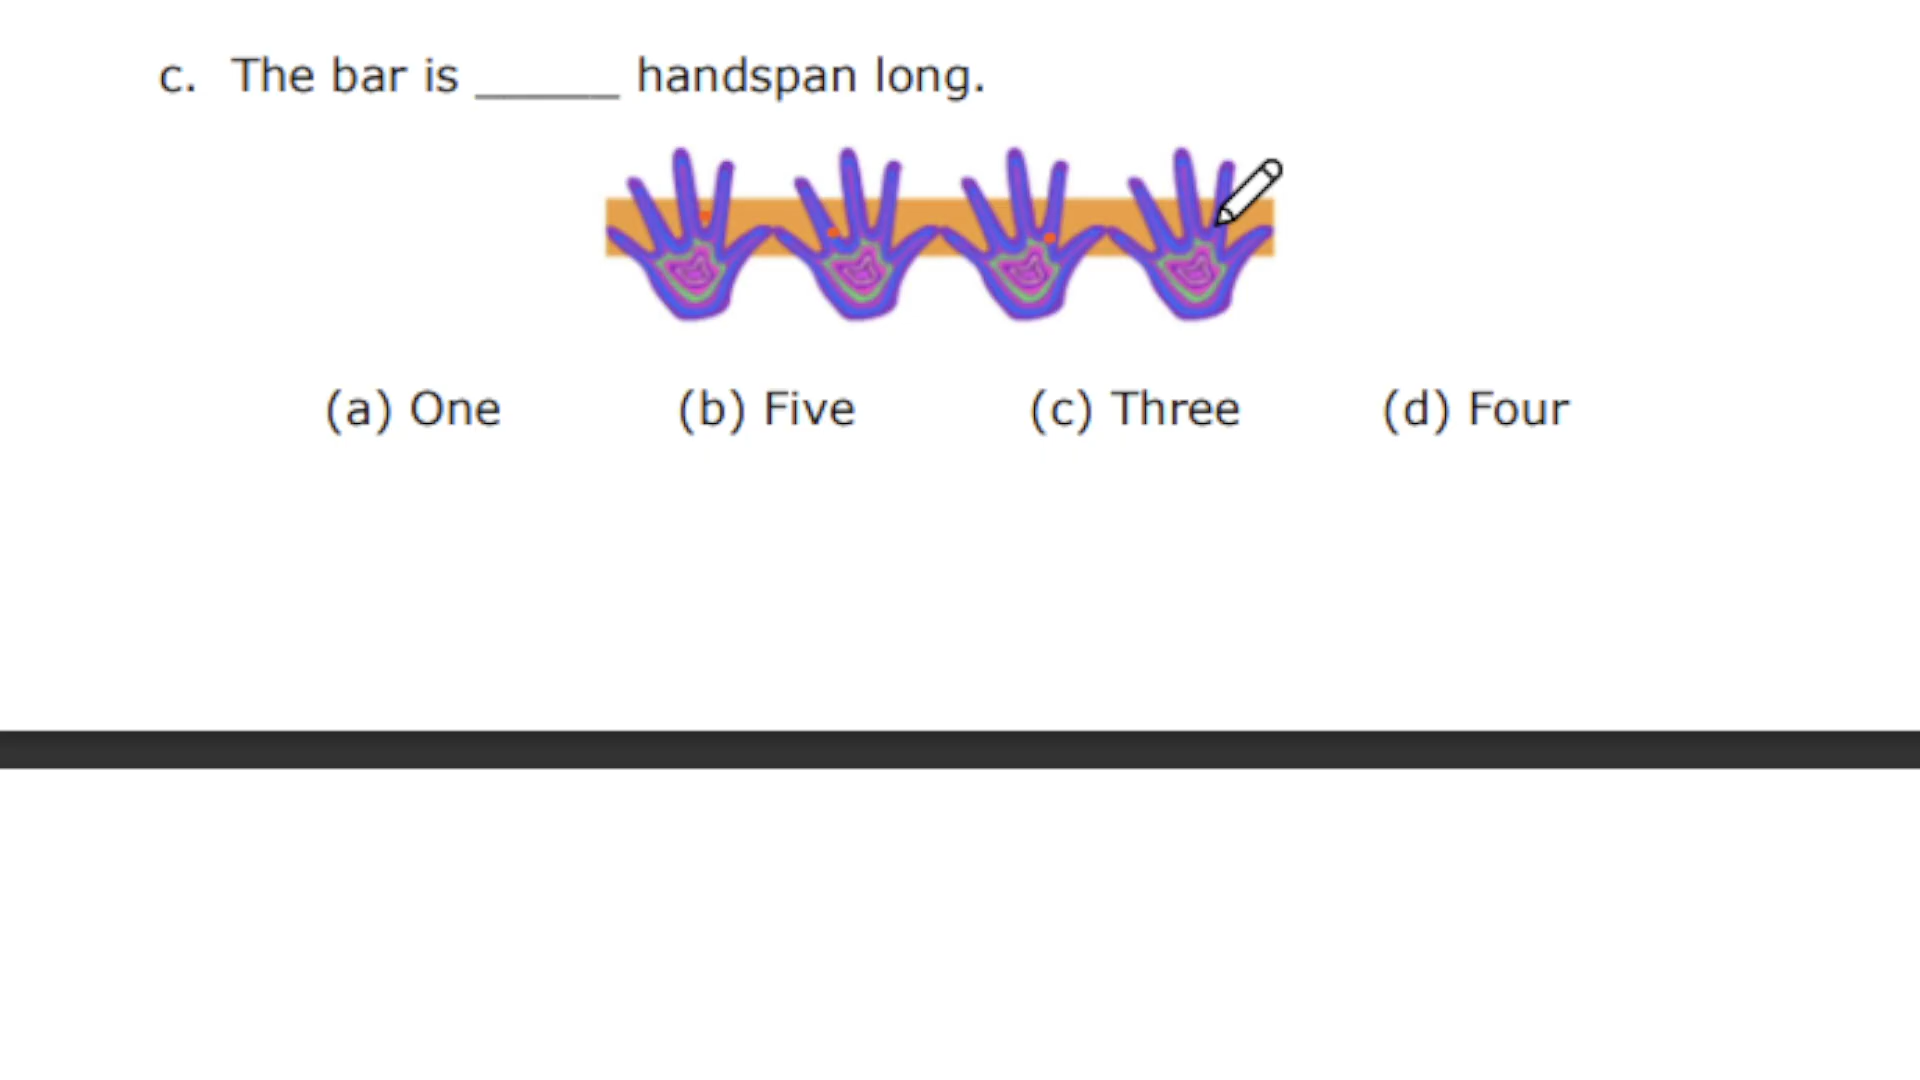 c. The bar is ______ handspan long.
(a) One (b) Five (c) Three (d) Four